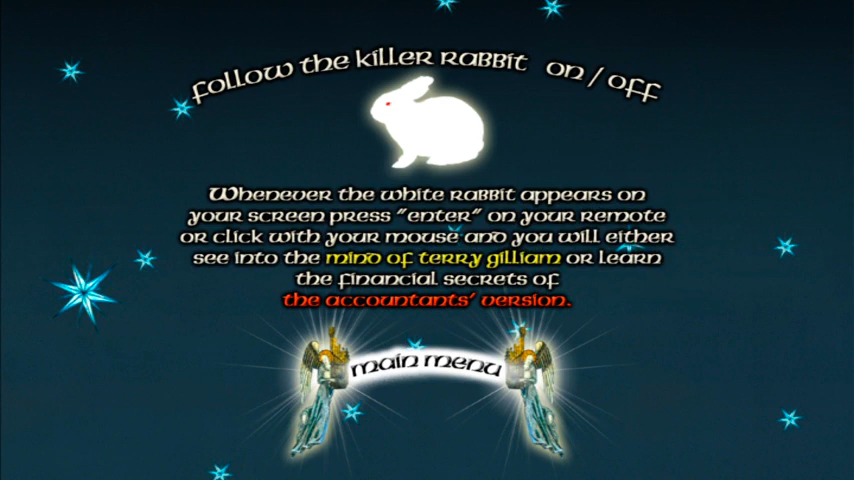 follow the killer rabbit on / off
Whenever the white rabbit appears on
your screen press "enter" on your remote
or click with your mouse and you will either
see into the mind of terry gilliam or learn
the financial secrets of
the accountants' version.
main menu